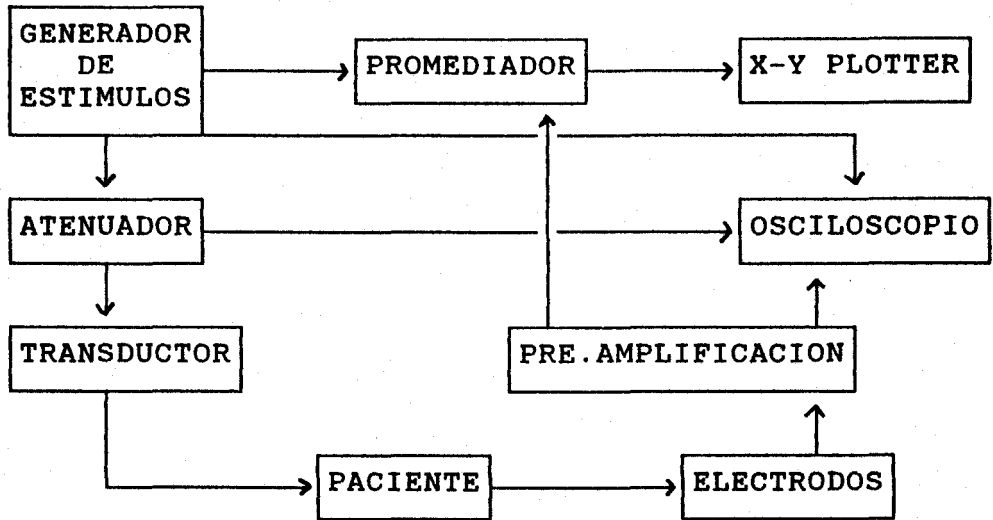 GENERADOR
DE
ESTIMULOS
PROMEDIADOR
X-Y PLOTTER
ATENUADOR
OSCILOSCOPIO
TRANSDUCTOR
PRE.AMPLIFICACION
PACIENTE
ELECTRODOS